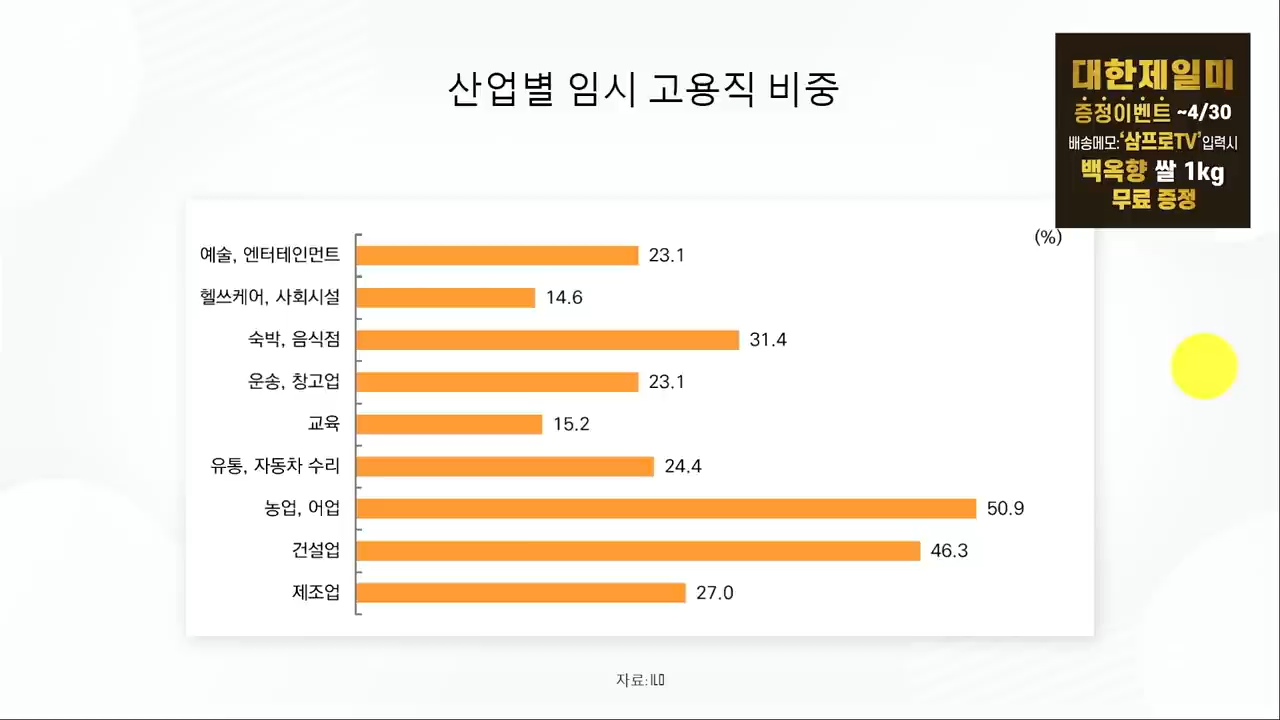 산업별 임시 고용직 비중
대한제일미
증정이벤트 ~4/30
배송메모:'삼프로TV'입력시
백옥향 쌀 1kg
무료 증정
(%)
예술, 엔터테인먼트 23.1
헬쓰케어, 사회시설 14.6
숙박, 음식점 31.4
운송, 창고업 23.1
교육 15.2
유통, 자동차 수리 24.4
농업, 어업 50.9
건설업 46.3
제조업 27.0
자료:ILO